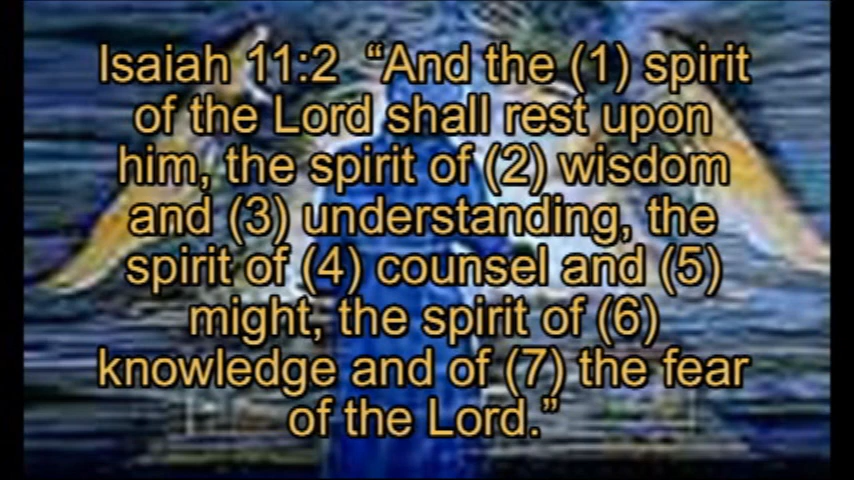 Isaiah 11:2  “And the (1) spirit
of the Lord shall rest upon
him, the spirit of (2) wisdom
and (3) understanding, the
spirit of (4) counsel and (5)
might, the spirit of (6)
knowledge and of (7) the fear
of the Lord.”